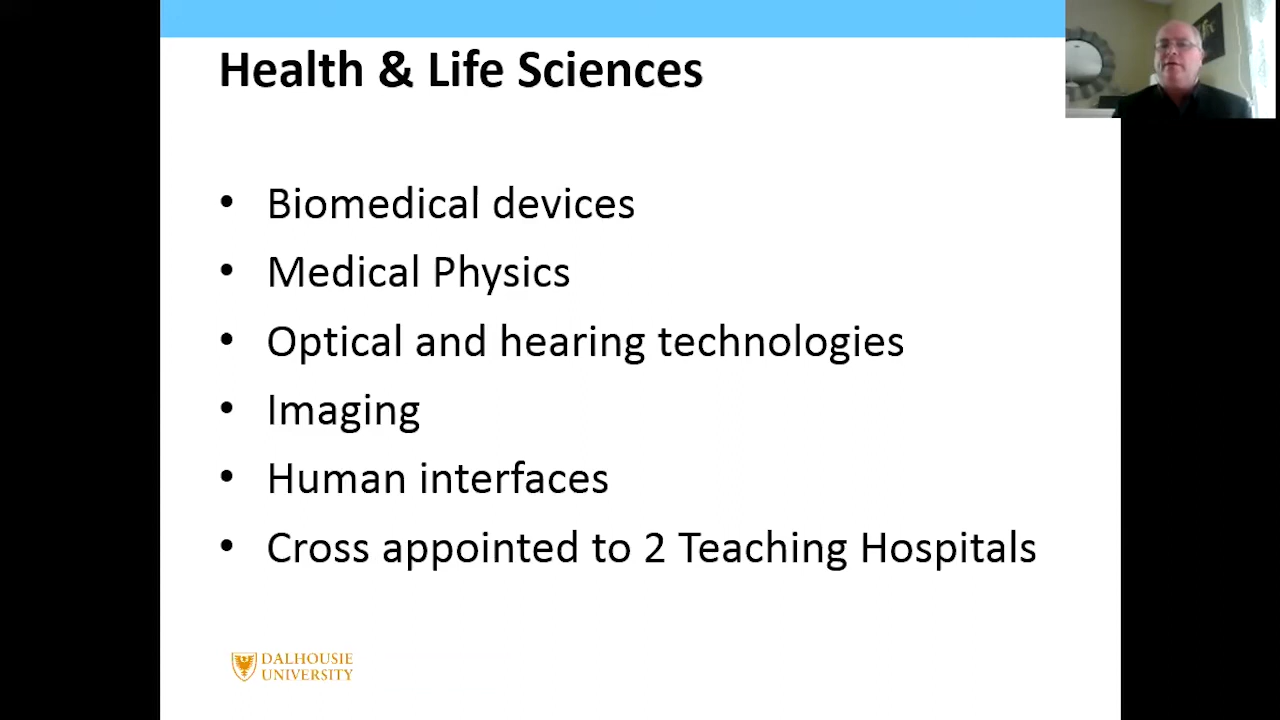 Health & Life Sciences
• Biomedical devices
• Medical Physics
• Optical and hearing technologies
• Imaging
• Human interfaces
• Cross appointed to 2 Teaching Hospitals
DALHOUSIE
UNIVERSITY